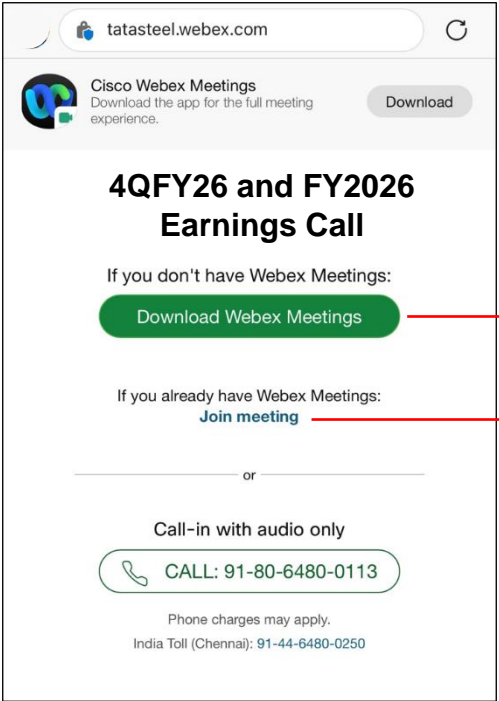 tatasteel.webex.com
Cisco Webex Meetings
Download the app for the full meeting
experience.
Download
4QFY26 and FY2026
Earnings Call
If you don't have Webex Meetings:
Download Webex Meetings
If you already have Webex Meetings:
Join meeting
or
Call-in with audio only
CALL: 91-80-6480-0113
Phone charges may apply.
India Toll (Chennai): 91-44-6480-0250